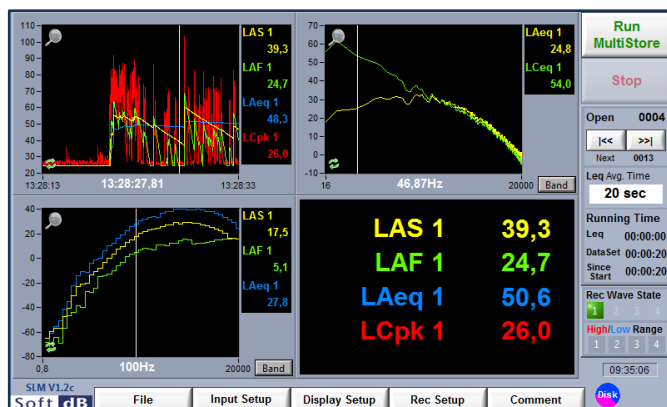 110
100
90
80
70
60
50
40
30
20
13:28:13
13:28:27,81
13:28:33
LAS 1
39,3
LAF 1
24,7
LAeq 1
48,3
LCpk 1
26,0
70
60
50
40
30
20
10
0
-10
16
46,87Hz
20000
Band
LAeq 1
24,8
LCeq 1
54,0
40
20
0
-20
-40
-60
-80
0,8
100Hz
20000
Band
LAS 1
17,5
LAF 1
5,1
LAeq 1
27,8
LAS 1 39,3
LAF 1 24,7
LAeq 1 50,6
LCpk 1 26,0
Run
MultiStore
Stop
Open 0004
|<< >>|
Next 0013
Leq Avg. Time
20 sec
Running Time
Leq 00:00:00
DataSet 00:00:20
Since
Start 00:00:20
Rec Wave State
1 2 3 4
High/Low Range
1 2 3 4
09:35:06
SLM V1.2c
Soft dB
File Input Setup Display Setup Rec Setup Comment
Disk